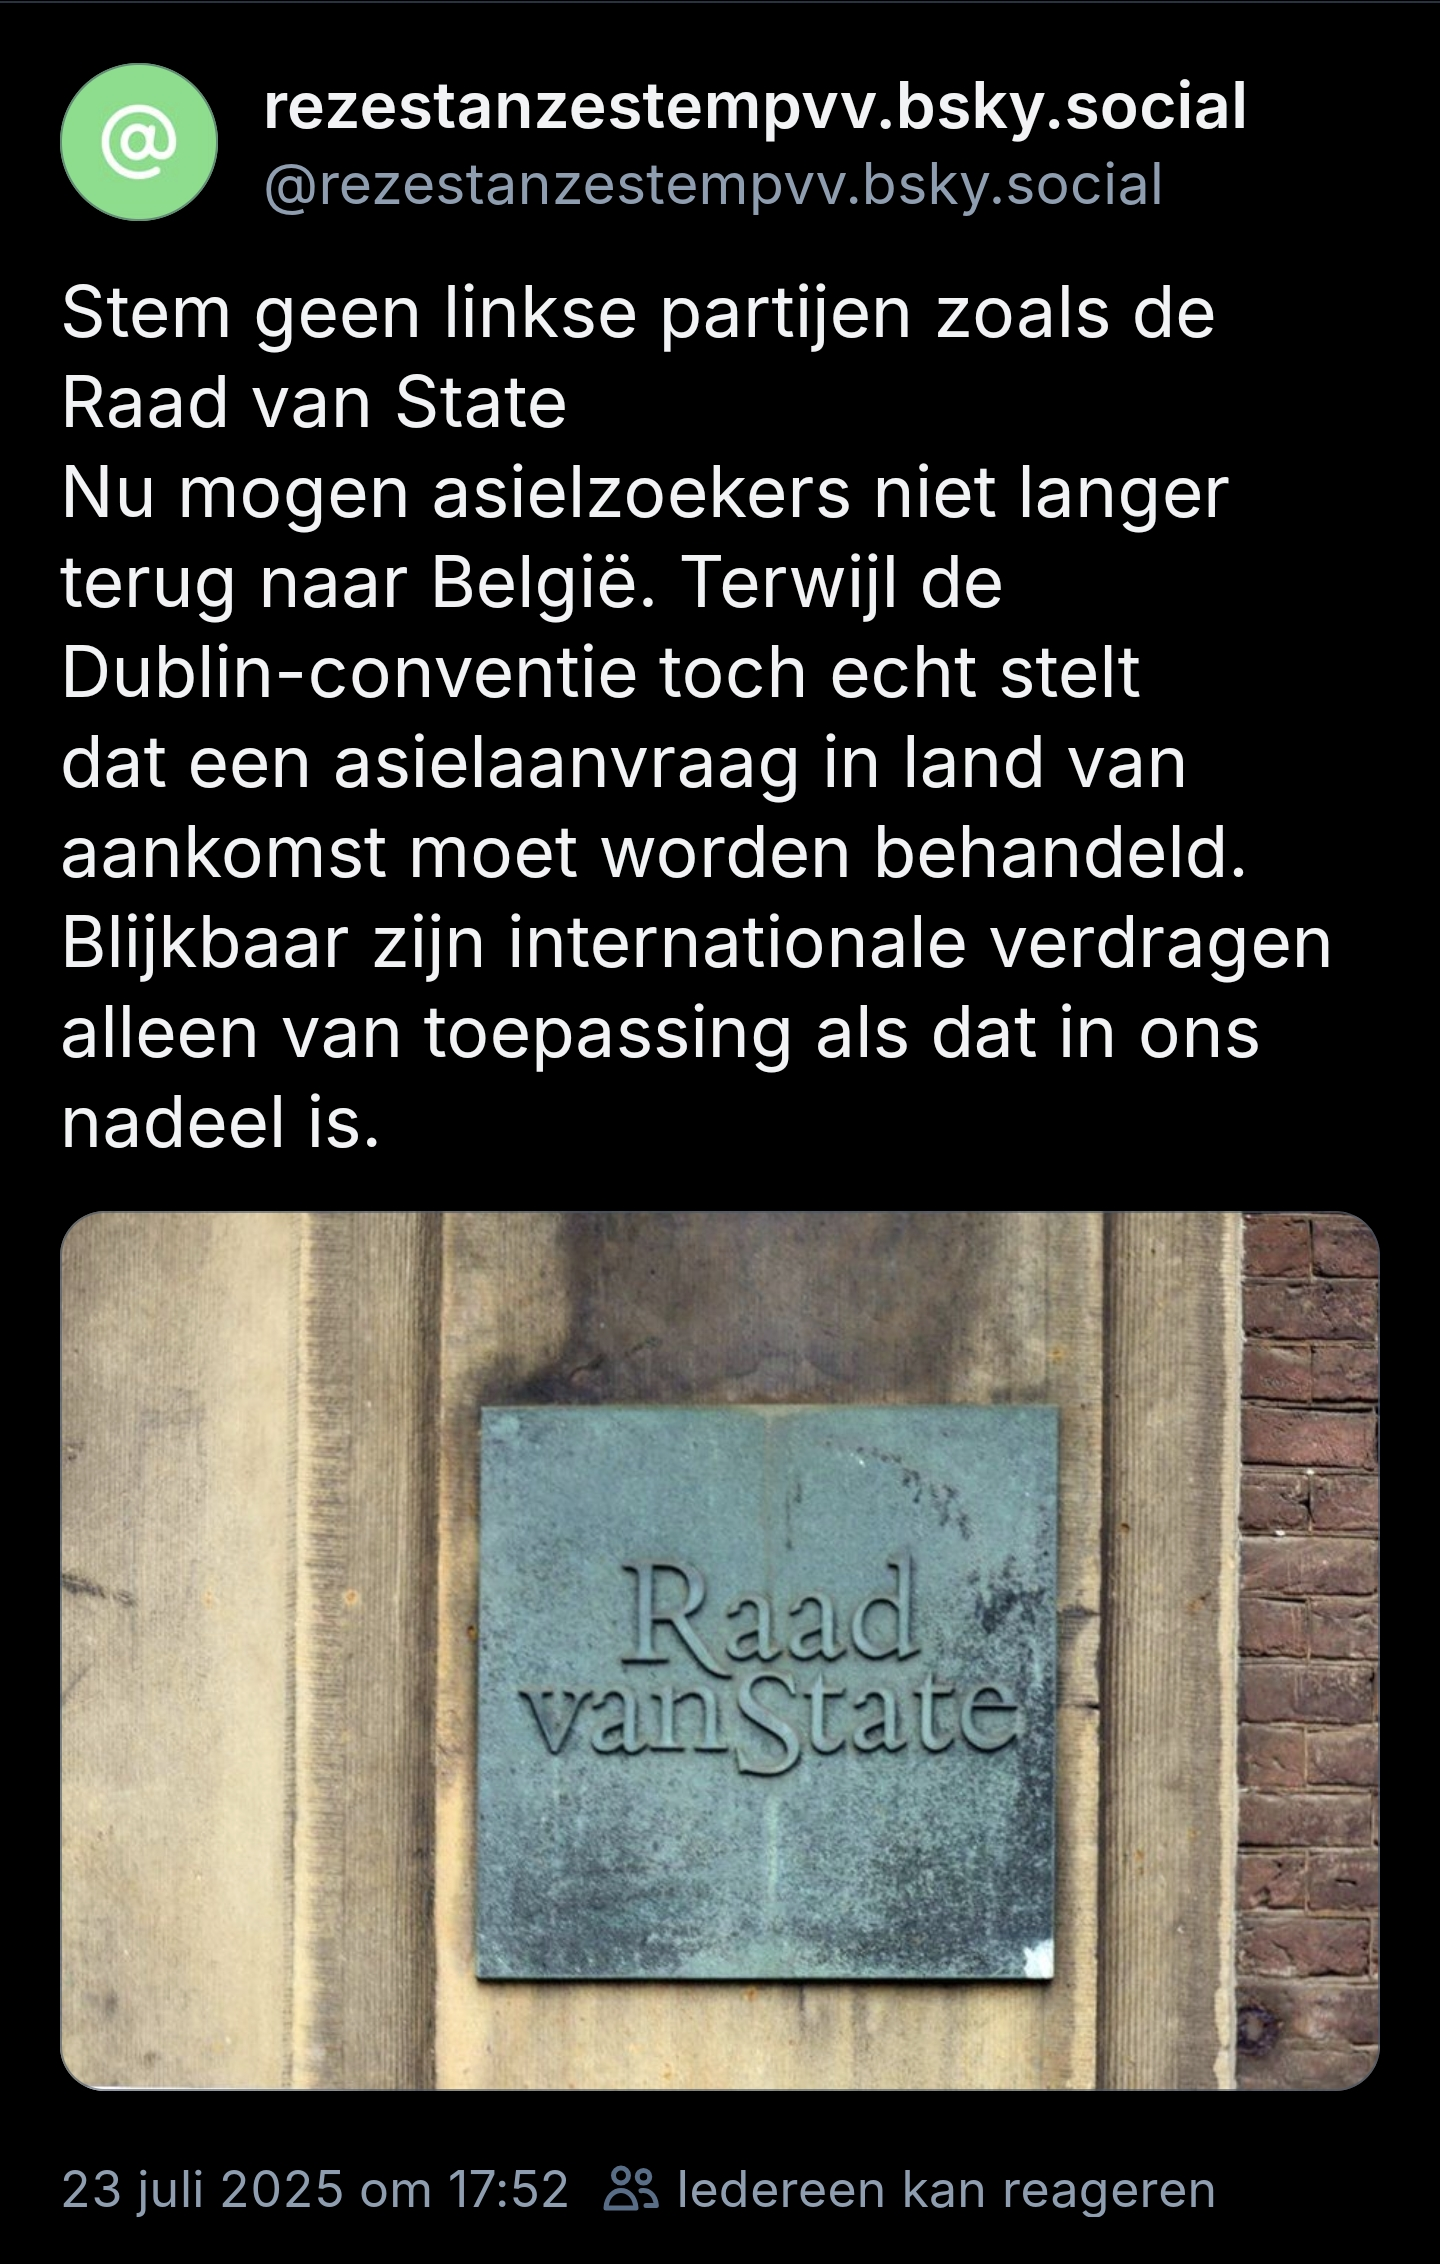 @
rezestanzestempvv.bsky.social
@rezestanzestempvv.bsky.social
Stem geen linkse partijen zoals de
Raad van State
Nu mogen asielzoekers niet langer
terug naar België. Terwijl de
Dublin-conventie toch echt stelt
dat een asielaanvraag in land van
aankomst moet worden behandeld.
Blijkbaar zijn internationale verdragen
alleen van toepassing als dat in ons
nadeel is.
Raad
vanState
23 juli 2025 om 17:52 Iedereen kan reageren